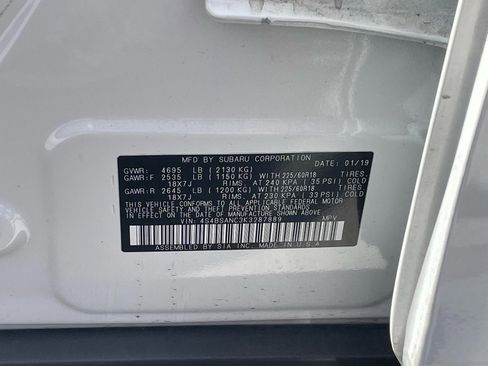 MFD BY SUBARU CORPORATION
GVWR: 4695 LB (2130 KG) DATE: 01/19
GAWR:F 2535 LB (1150 KG) WITH 225/60R18 TIRES.
18X7J RIMS, AT 240 KPA (35 PSI) COLD
GAWR:R 2645 LB (1200 KG) WITH 225/60R18 TIRES.
18X7J RIMS, AT 230 KPA (33 PSI) COLD
THIS VEHICLE CONFORMS TO ALL APPLICABLE FEDERAL MOTOR
VEHICLE SAFETY AND THEFT PREVENTION STANDARDS
IN EFFECT ON THE DATE OF MANUFACTURE SHOWN ABOVE.
VIN: 4S4BSANC3K3287889 MPV
ASSEMBLED BY SIA INC. MADE IN U.S.A